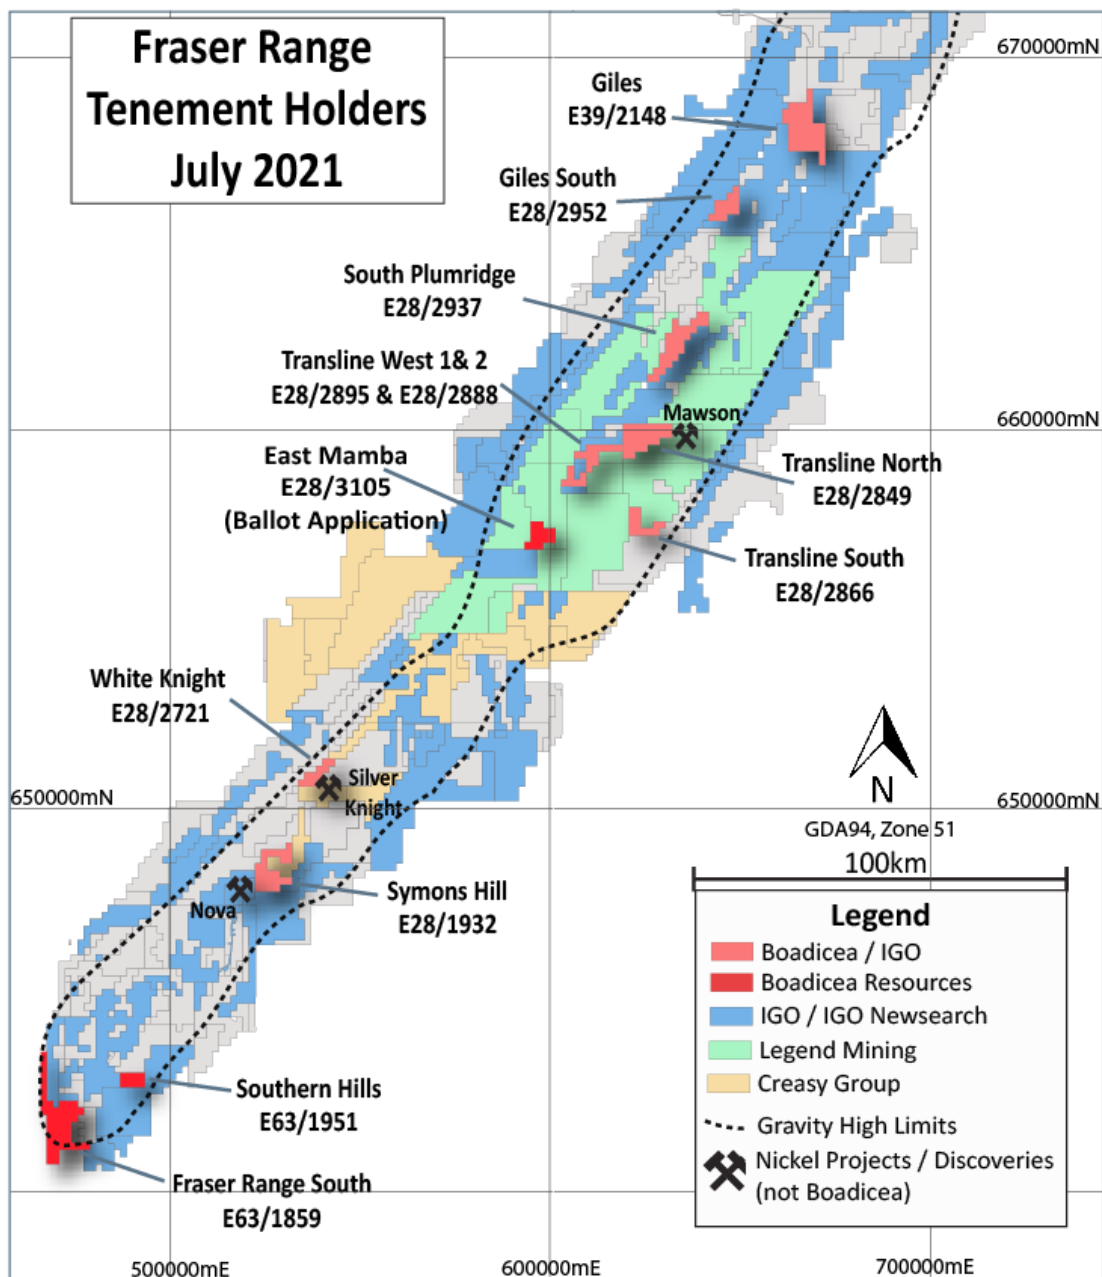 Fraser Range
Tenement Holders
July 2021
670000mN
Giles
E39/2148
Giles South
E28/2952
South Plumridge
E28/2937
Transline West 1& 2
E28/2895 & E28/2888
Mawson
660000mN
East Mamba
E28/3105
(Ballot Application)
Transline North
E28/2849
Transline South
E28/2866
White Knight
E28/2721
Silver
Knight
650000mN
650000mN
N
GDA94, Zone 51
100km
Nova
Symons Hill
E28/1932
Legend
Boadicea / IGO
Boadicea Resources
IGO / IGO Newsearch
Legend Mining
Creasy Group
Gravity High Limits
Nickel Projects / Discoveries
(not Boadicea)
Southern Hills
E63/1951
Fraser Range South
E63/1859
500000mE
600000mE
700000mE